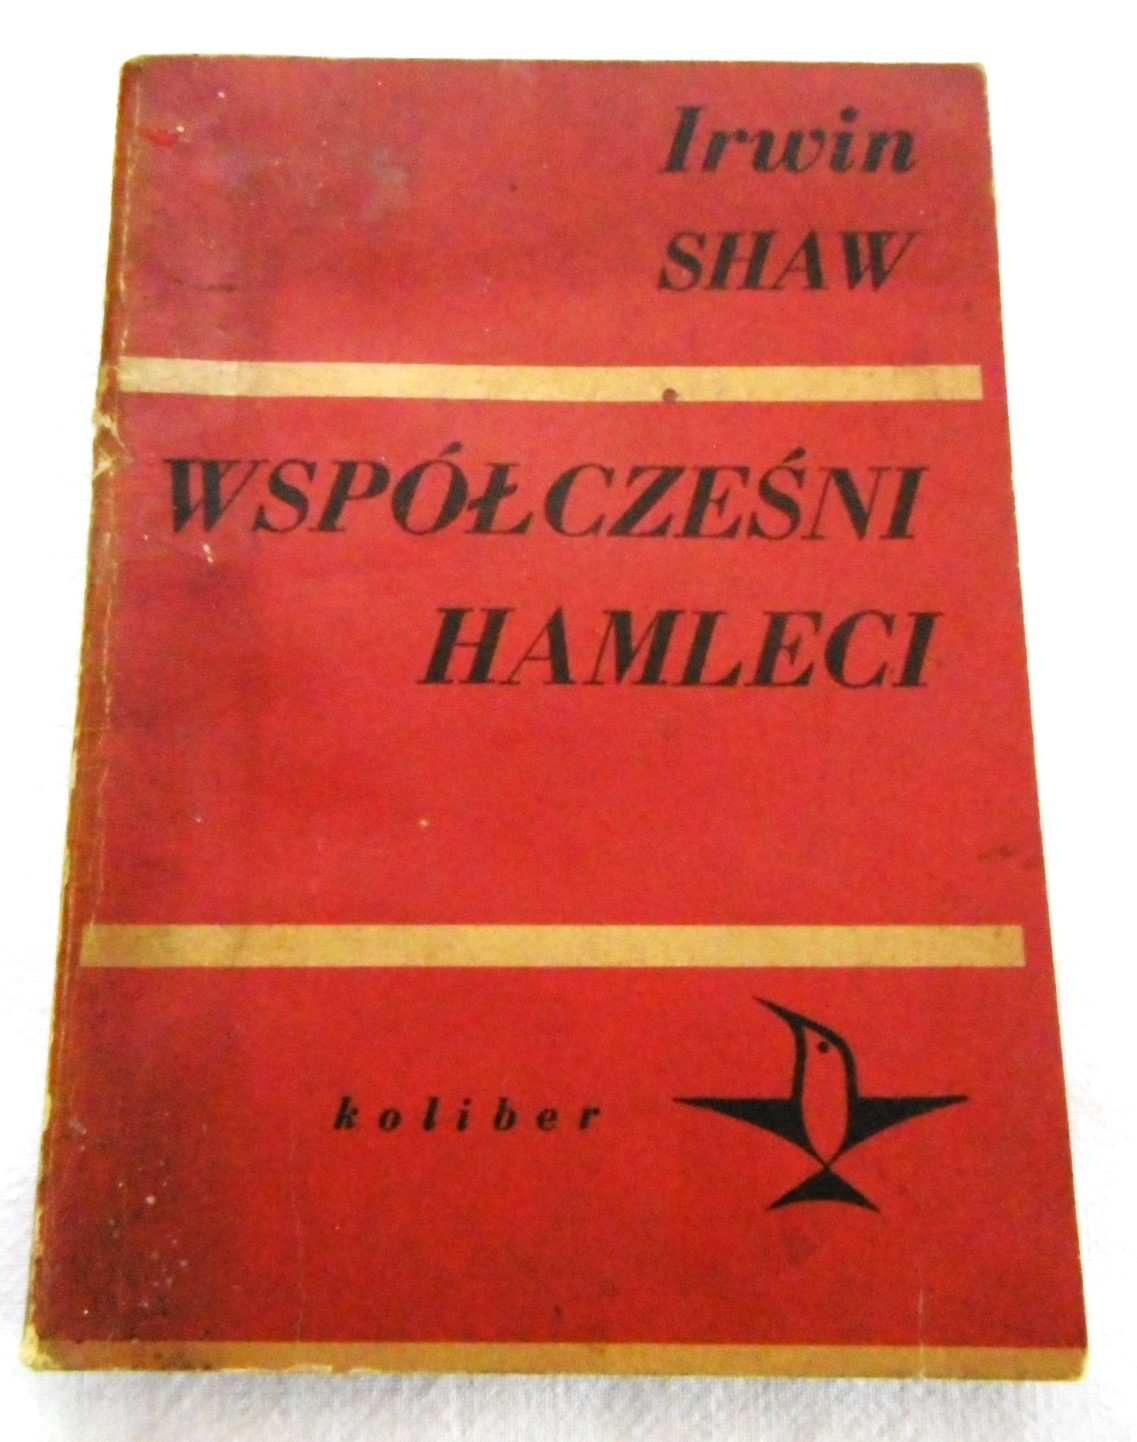 Irwin
SHAW
WSPÓŁCZEŚNI
HAMLECI
koliber